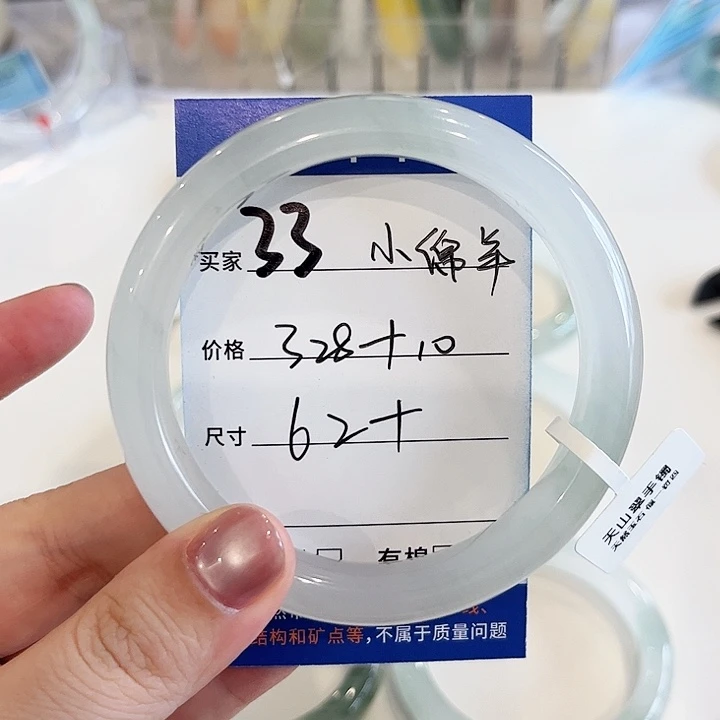 买家 33 小绵羊
价格 328+10
尺寸 62+
有棉
结构和矿点等,不属于质量问题
天山翠手镯